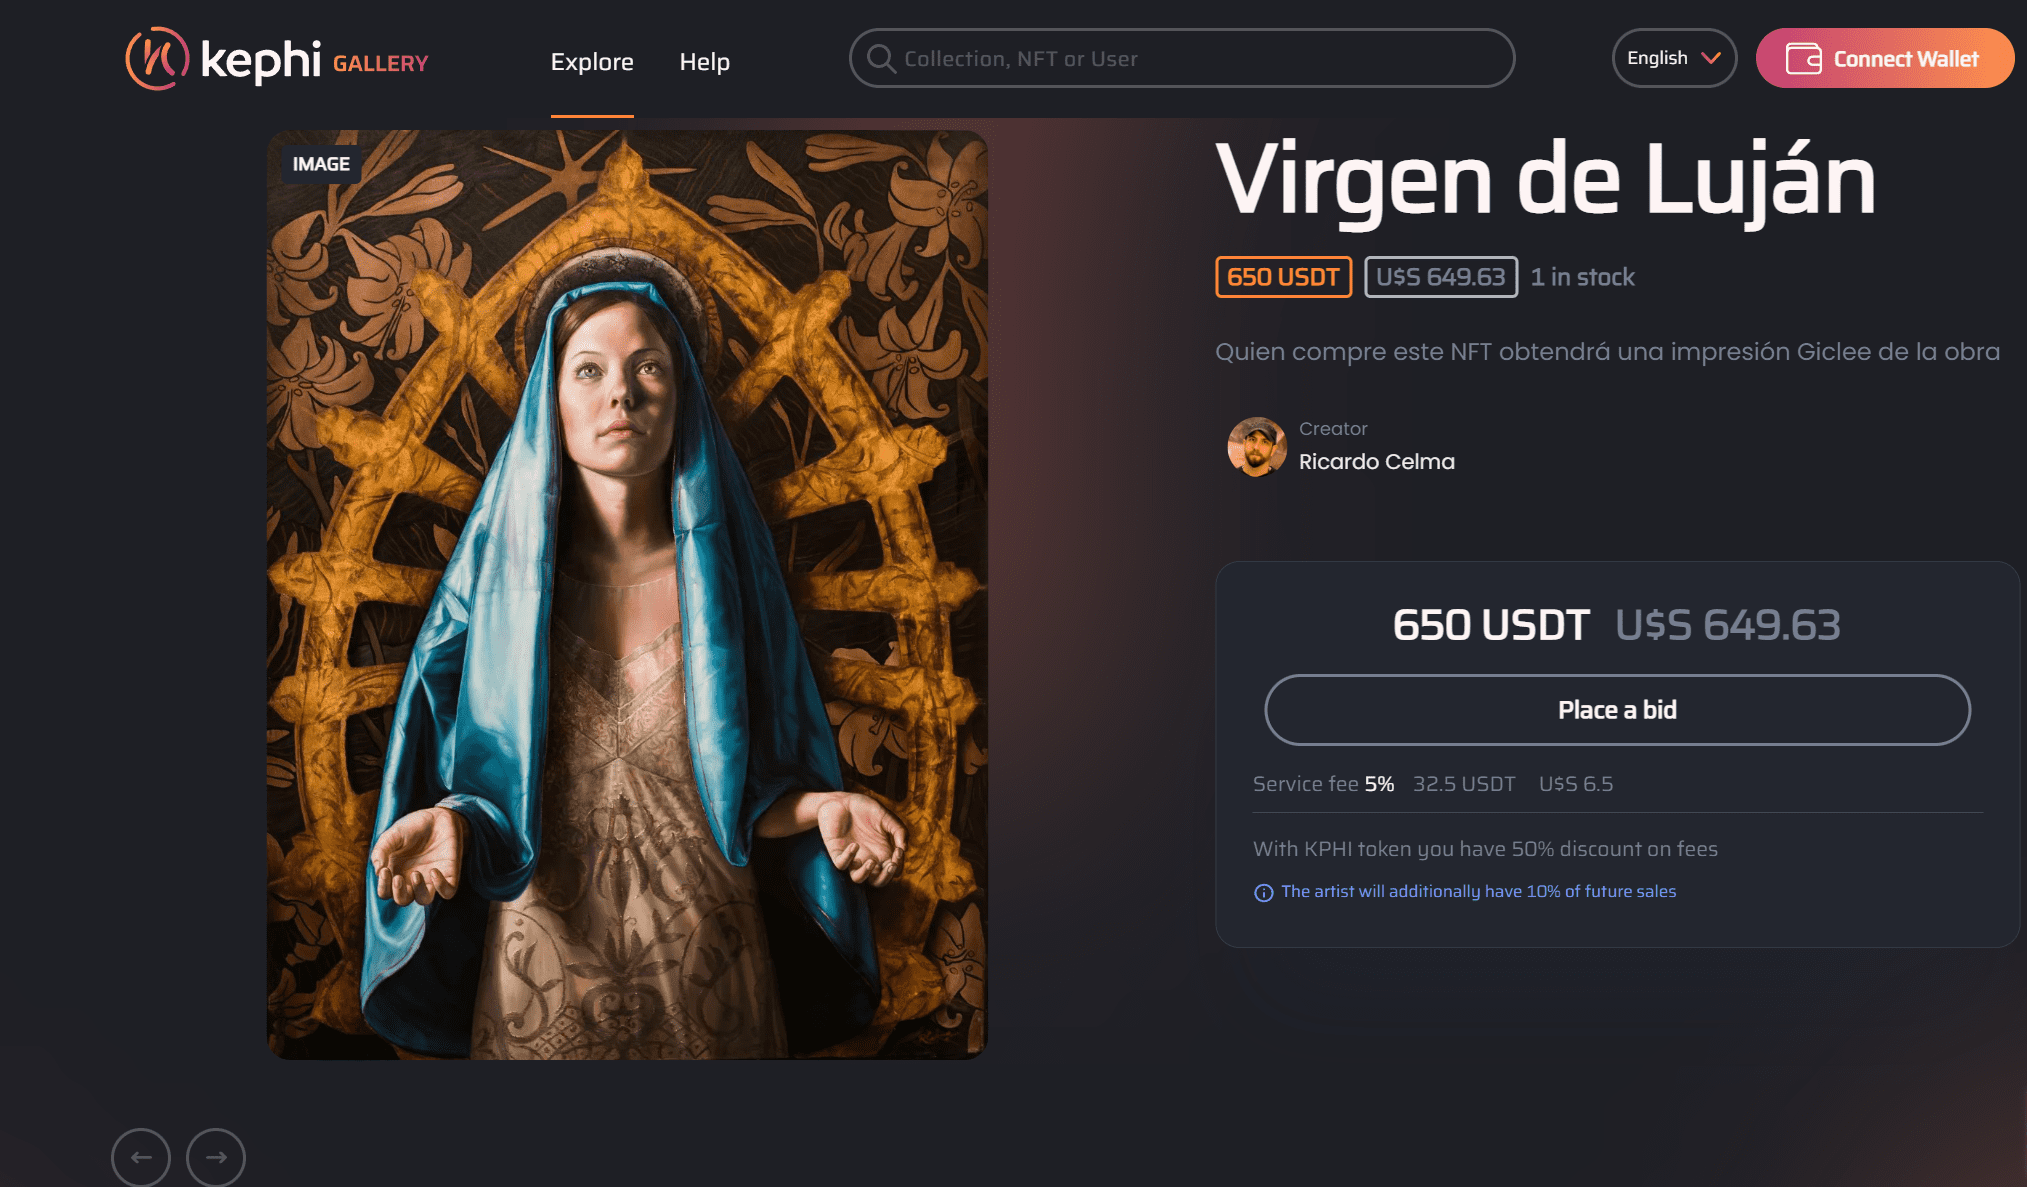 kephi GALLERY
Explore
Help
Collection, NFT or User
English
Connect Wallet
IMAGE
Virgen de Luján
650 USDT
U$S 649.63
1 in stock
Quien compre este NFT obtendrá una impresión Giclee de la obra
Creator
Ricardo Celma
650 USDT U$S 649.63
Place a bid
Service fee 5% 32.5 USDT U$S 6.5
With KPHI token you have 50% discount on fees
The artist will additionally have 10% of future sales